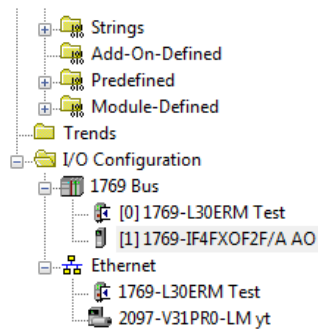 Strings
Add-On-Defined
Predefined
Module-Defined
Trends
I/O Configuration
1769 Bus
[0] 1769-L30ERM Test
[1] 1769-IF4FXOF2F/A AO
Ethernet
1769-L30ERM Test
2097-V31PR0-LM yt